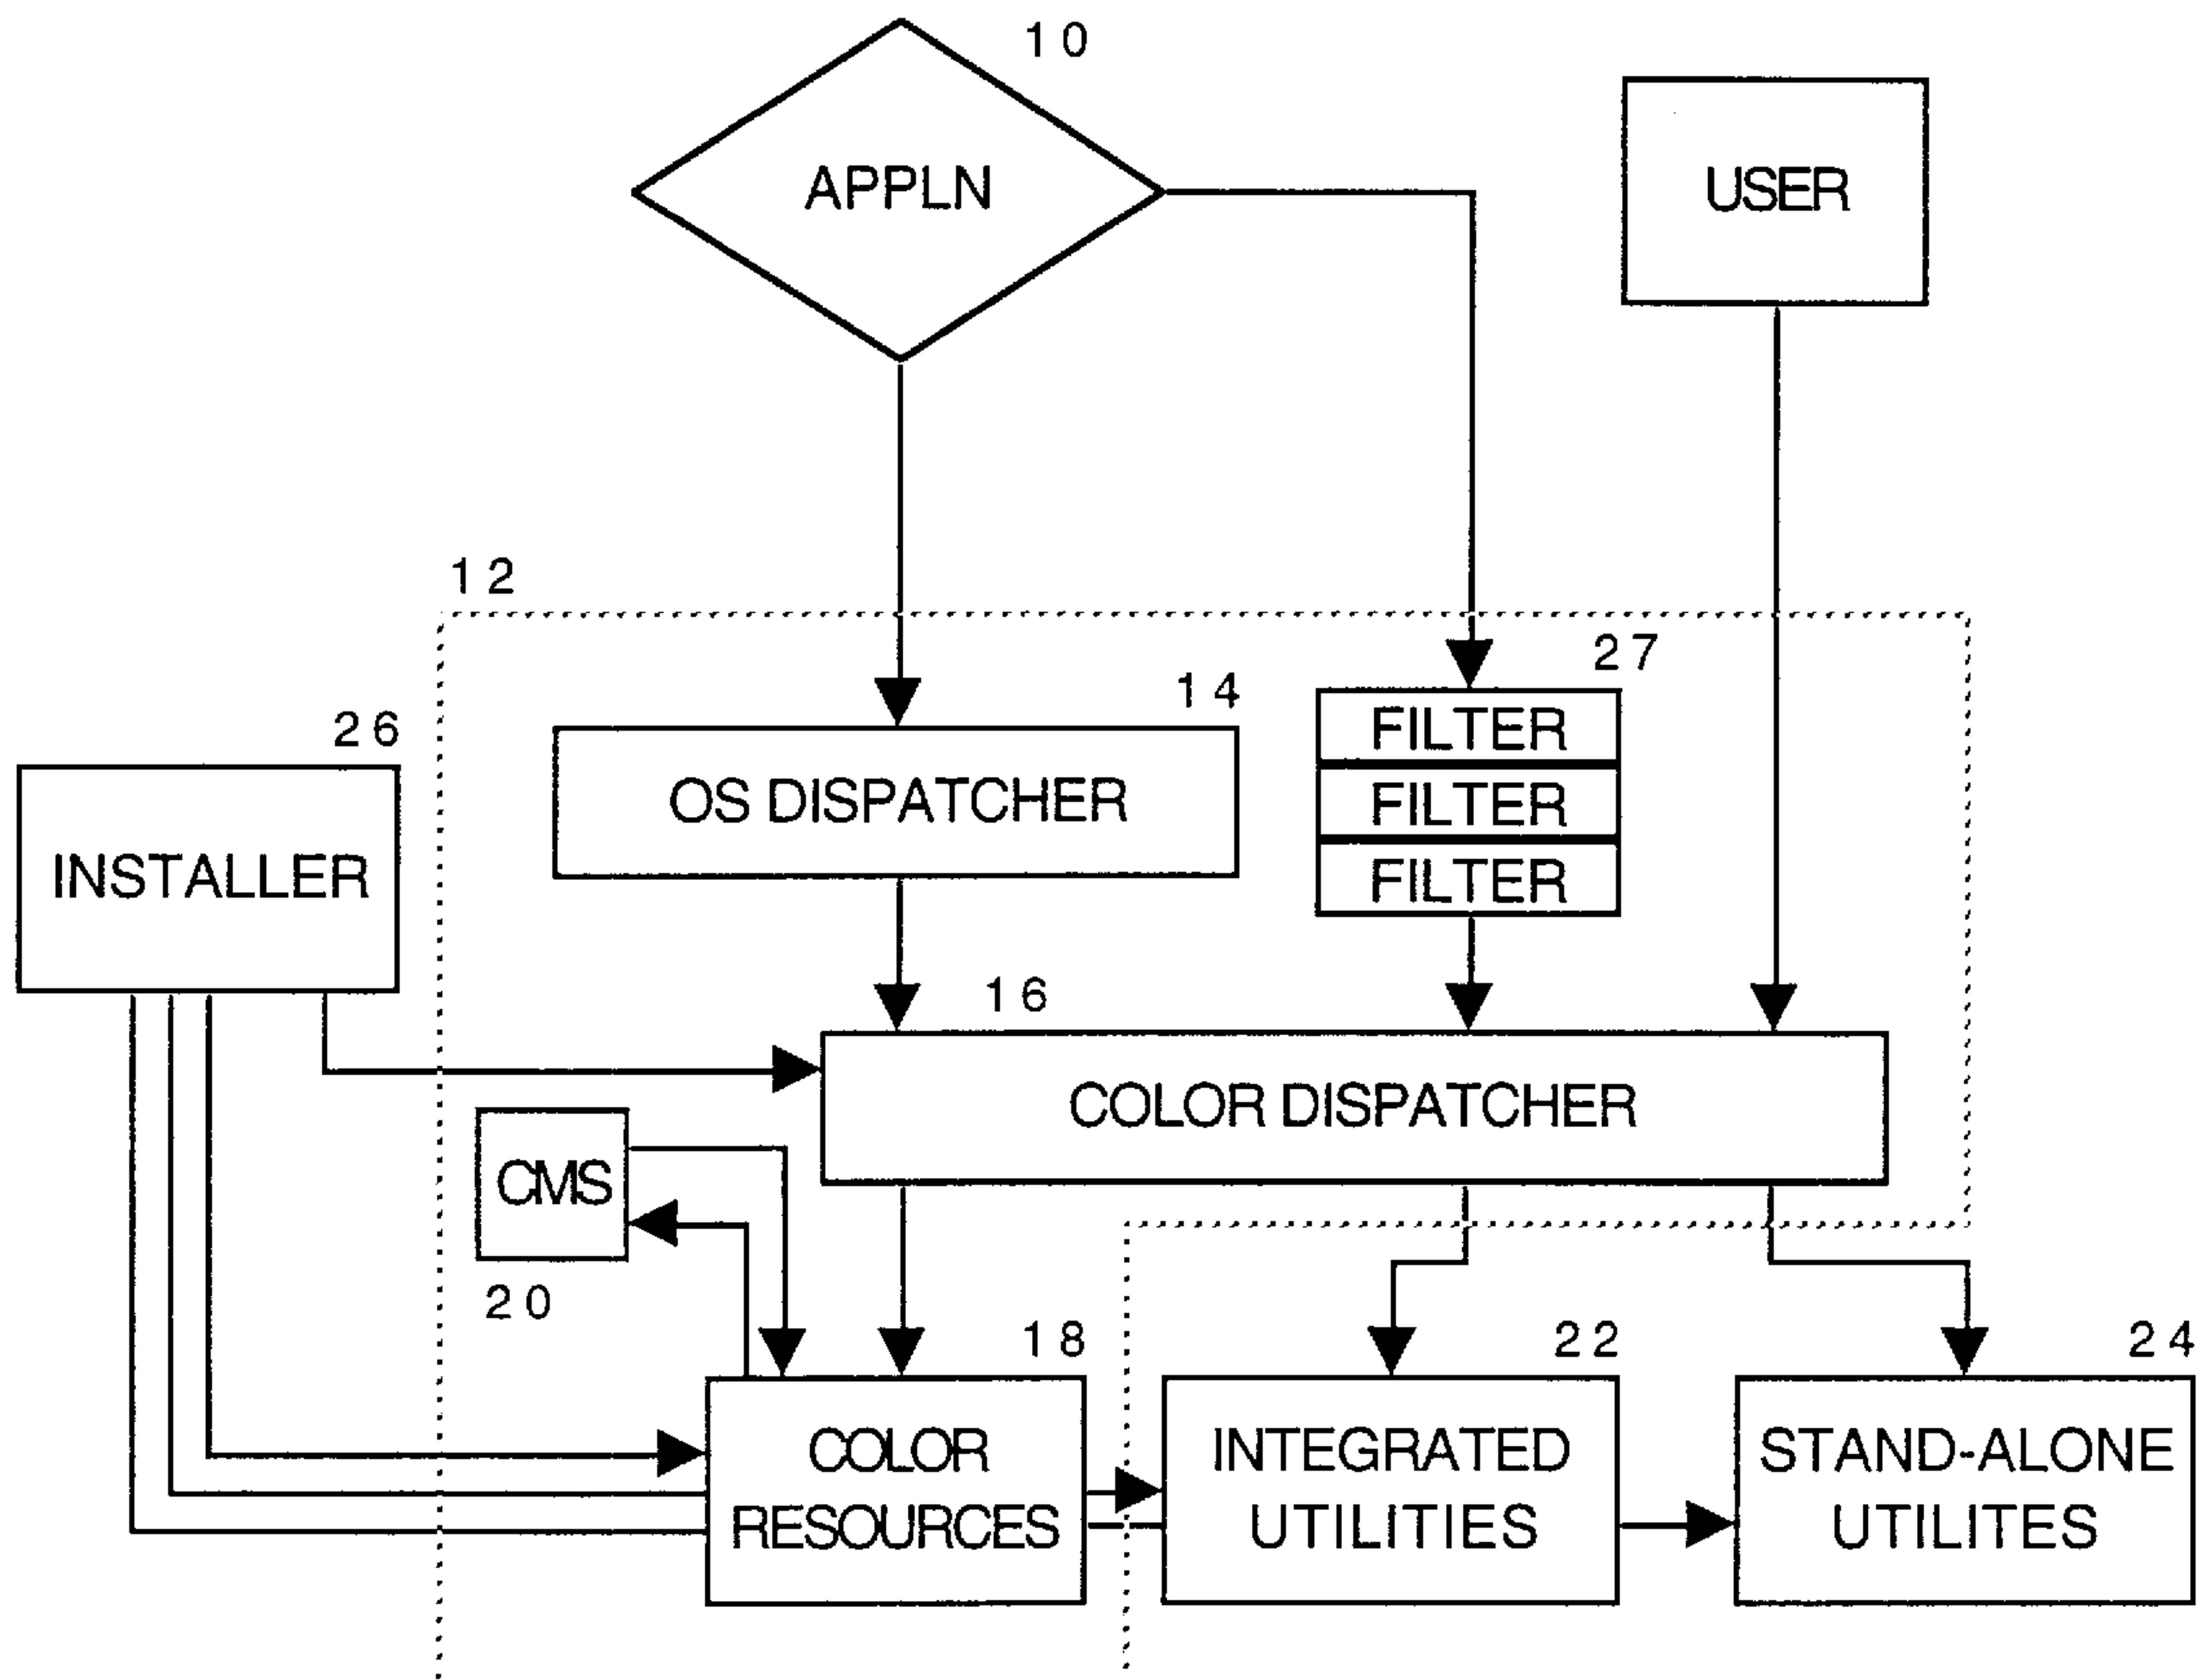 10
APPLN
USER
12
27
14
FILTER
26
OS DISPATCHER
FILTER
INSTALLER
FILTER
16
COLOR DISPATCHER
CMS
20
18
22
24
COLOR
RESOURCES
INTEGRATED
UTILITIES
STAND-ALONE
UTILITES